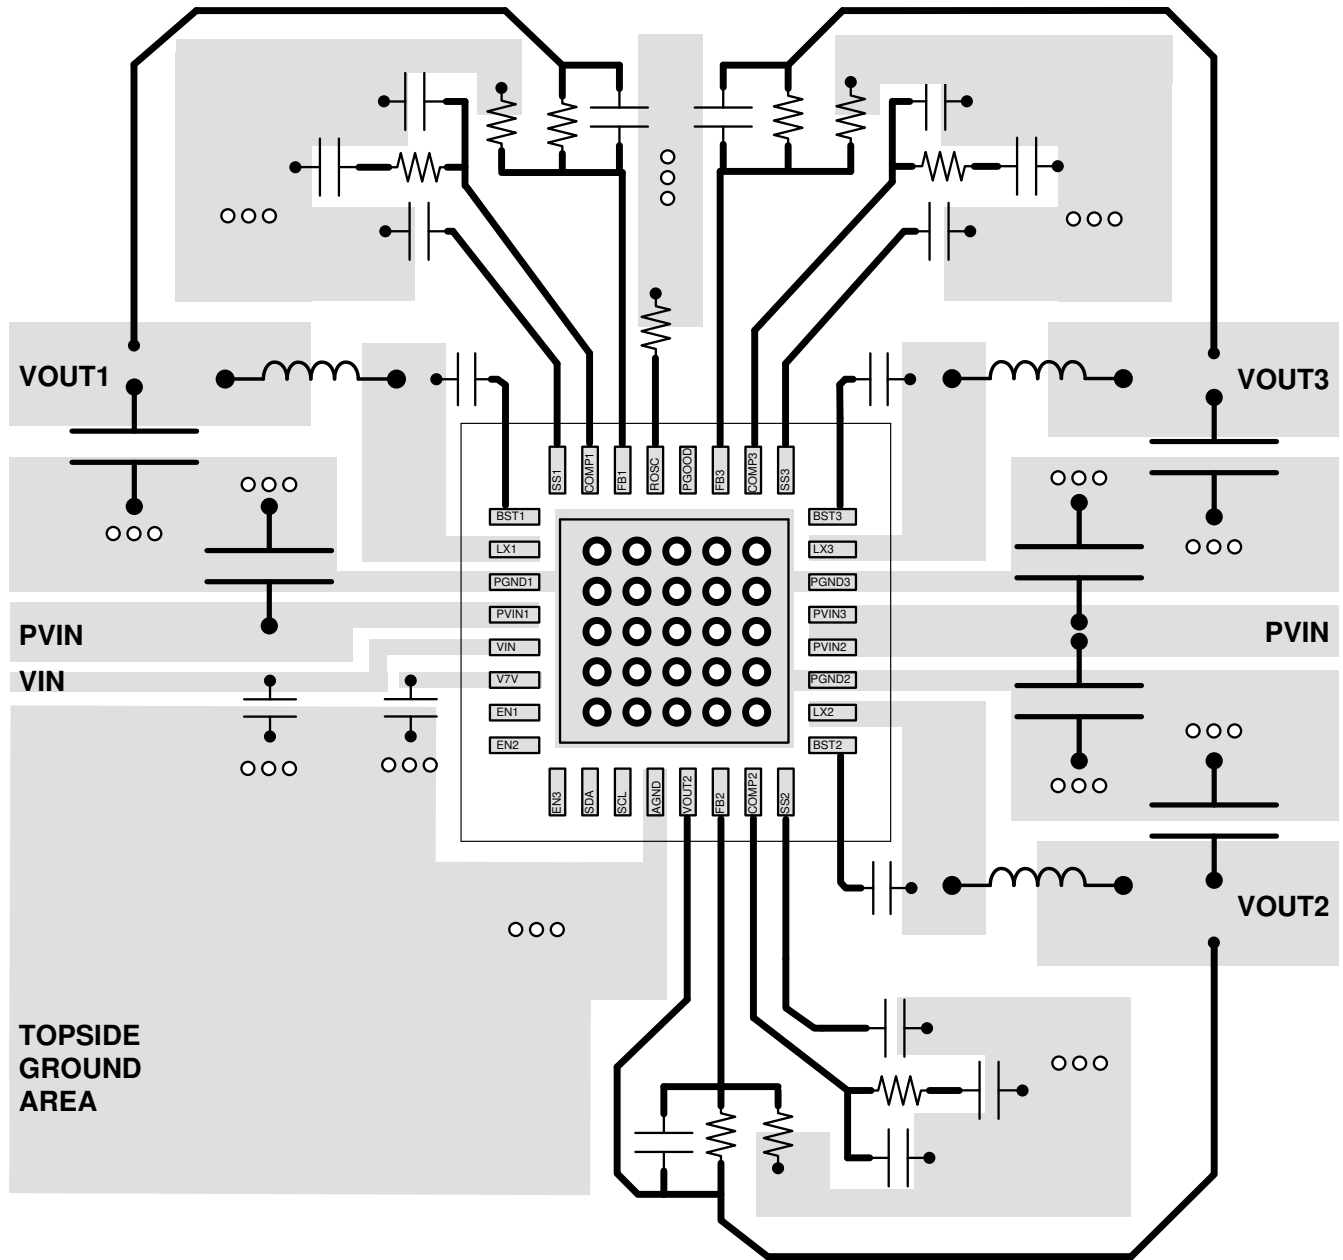 VOUT1
VOUT3
SS1
COMP1
FB1
ROSC
PGOOD
FB3
COMP3
SS3
BST1
BST3
LX1
LX3
PGND1
PGND3
PVIN1
PVIN3
PVIN
PVIN
VIN
PVIN2
VIN
V7V
PGND2
EN1
LX2
EN2
BST2
EN3
SDA
SCL
AGND
VOUT2
FB2
COMP2
SS2
VOUT2
TOPSIDE
GROUND
AREA